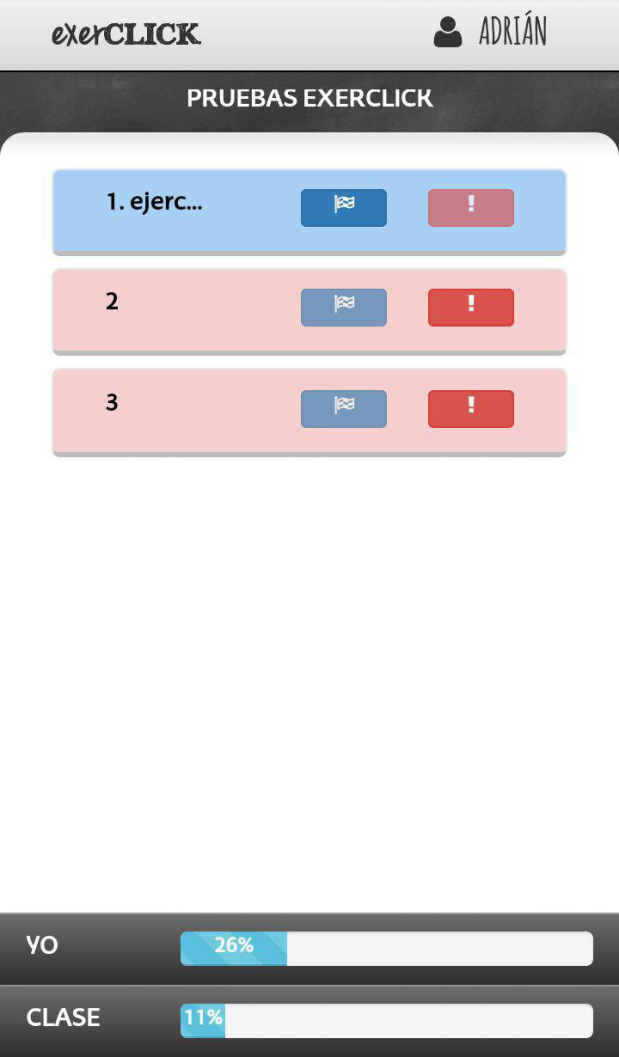 exerCLICK ADRIÁN
PRUEBAS EXERCLICK
1. ejerc... !
2 !
3 !
YO 26%
CLASE 11%